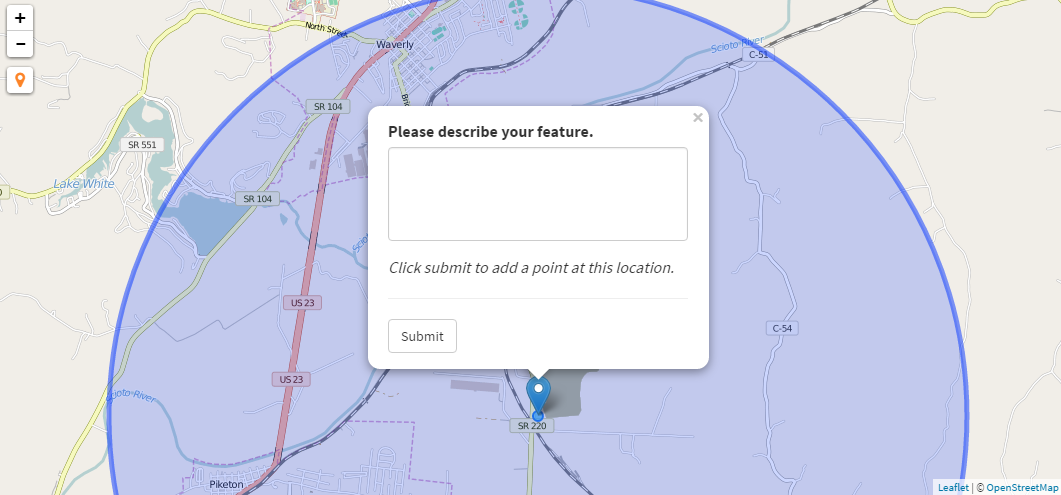 +
North Street
Waverly
Scioto River
C-51
−
SR 104
×
Please describe your feature.
SR 551
Lake White
SR 104
Click submit to add a point at this location.
US 23
C-54
Submit
US 23
Scioto River
SR 220
Piketon
Leaflet | © OpenStreetMap